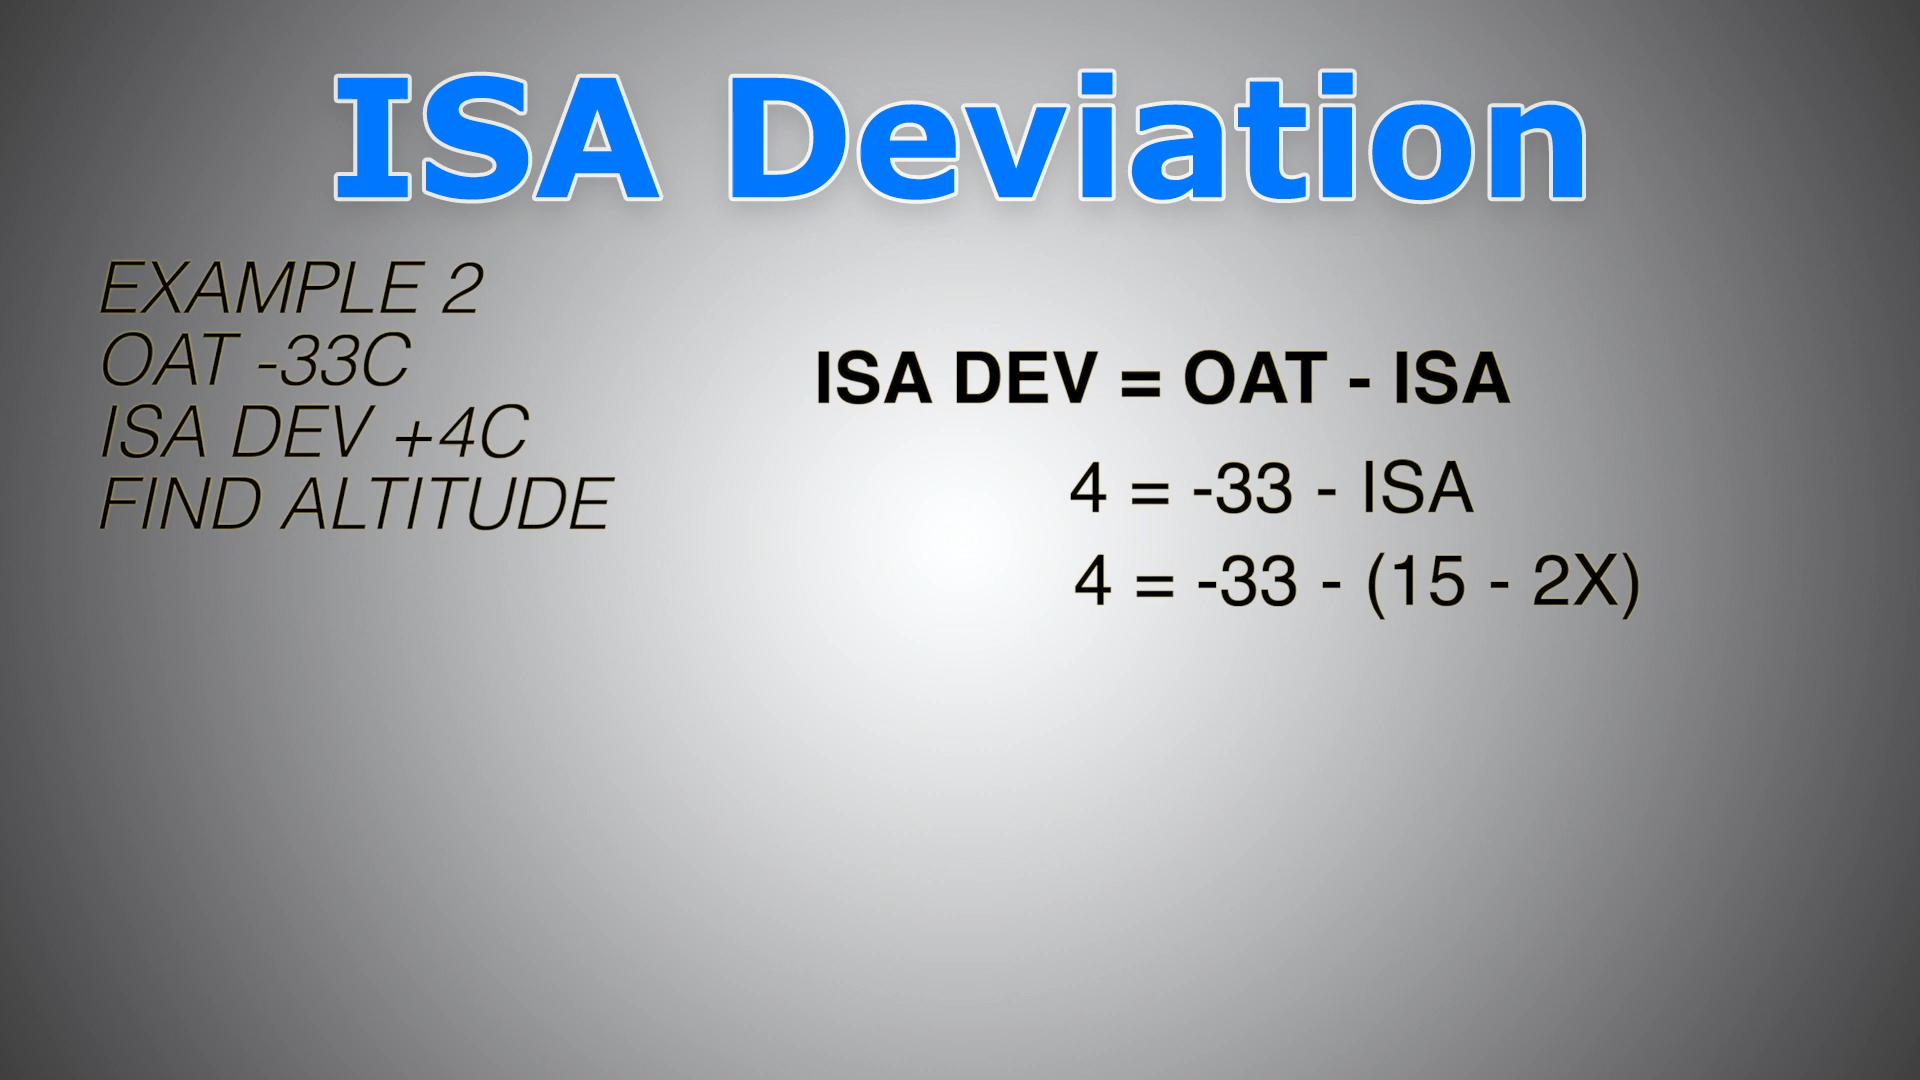 ISA Deviation
EXAMPLE 2
OAT -33C
ISA DEV +4C
FIND ALTITUDE
ISA DEV = OAT - ISA
4 = -33 - ISA
4 = -33 - (15 - 2X)